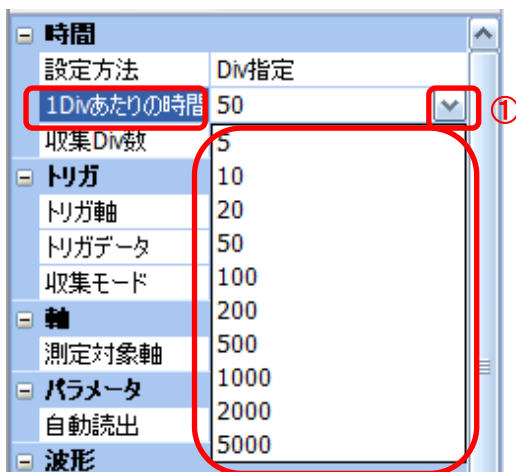 時間
設定方法 Div指定
1Divあたりの時間 50 ①
収集Div数 5
トリガ 10
トリガ軸 20
トリガデータ 50
収集モード 100
軸 200
測定対象軸 500
パラメータ 1000
自動読出 2000
波形 5000